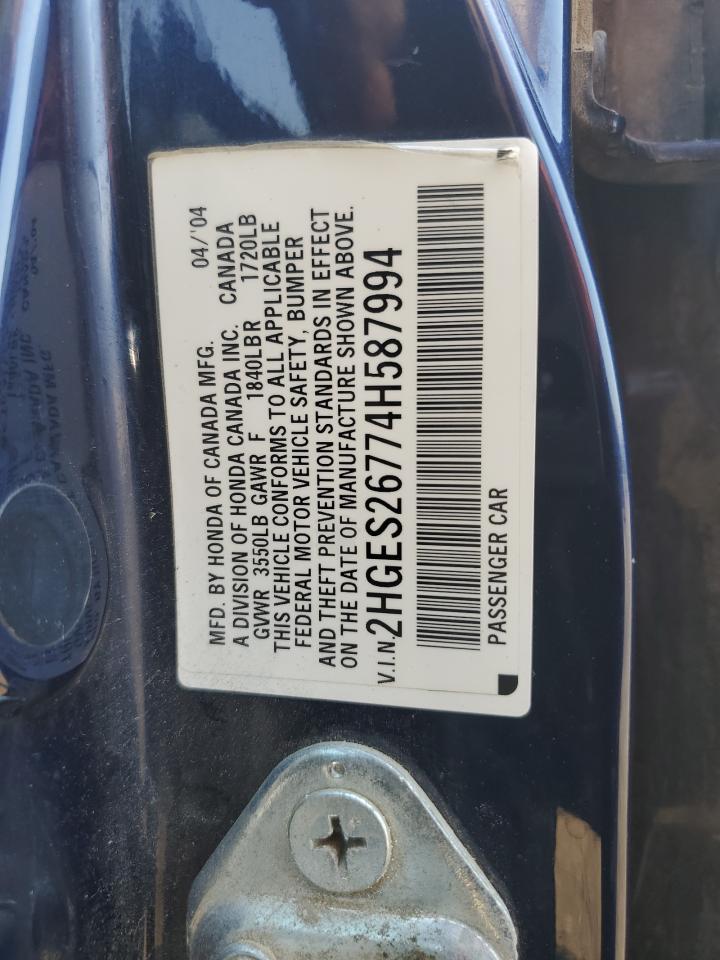 MFD. BY HONDA OF CANADA MFG. 04/'04
A DIVISION OF HONDA CANADA INC. CANADA
GVWR 3550LB GAWR F 1840LBR 1720LB
THIS VEHICLE CONFORMS TO ALL APPLICABLE
FEDERAL MOTOR VEHICLE SAFETY, BUMPER
AND THEFT PREVENTION STANDARDS IN EFFECT
ON THE DATE OF MANUFACTURE SHOWN ABOVE.
V.I.N. 2HGES26774H587994
PASSENGER CAR